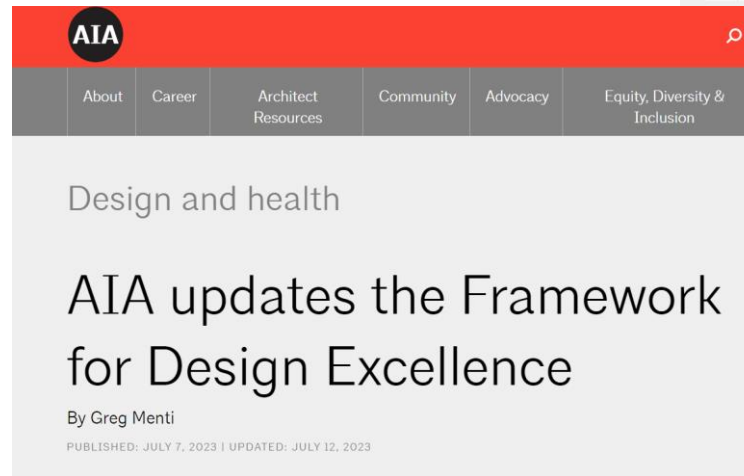 AIA
About Career Architect Community Advocacy Equity, Diversity &
Resources Inclusion
Design and health
AIA updates the Framework
for Design Excellence
By Greg Menti
PUBLISHED: JULY 7, 2023 | UPDATED: JULY 12, 2023